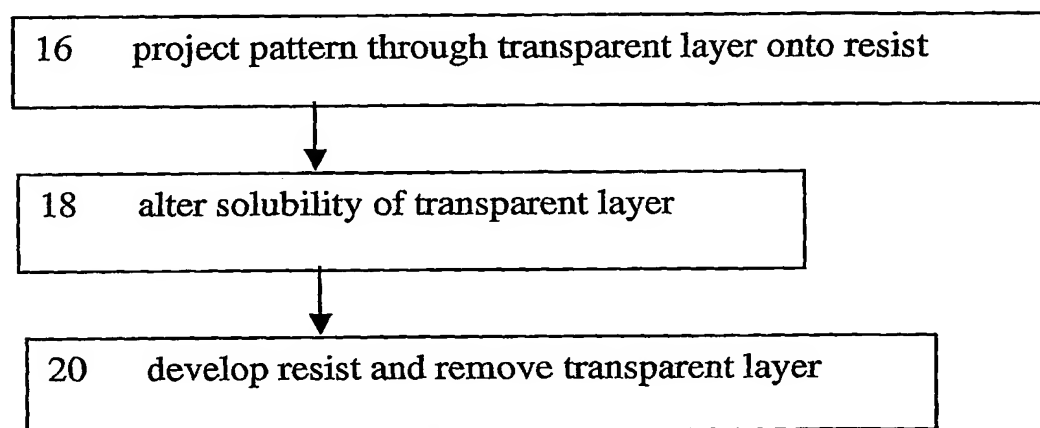 16 project pattern through transparent layer onto resist
18 alter solubility of transparent layer
20 develop resist and remove transparent layer